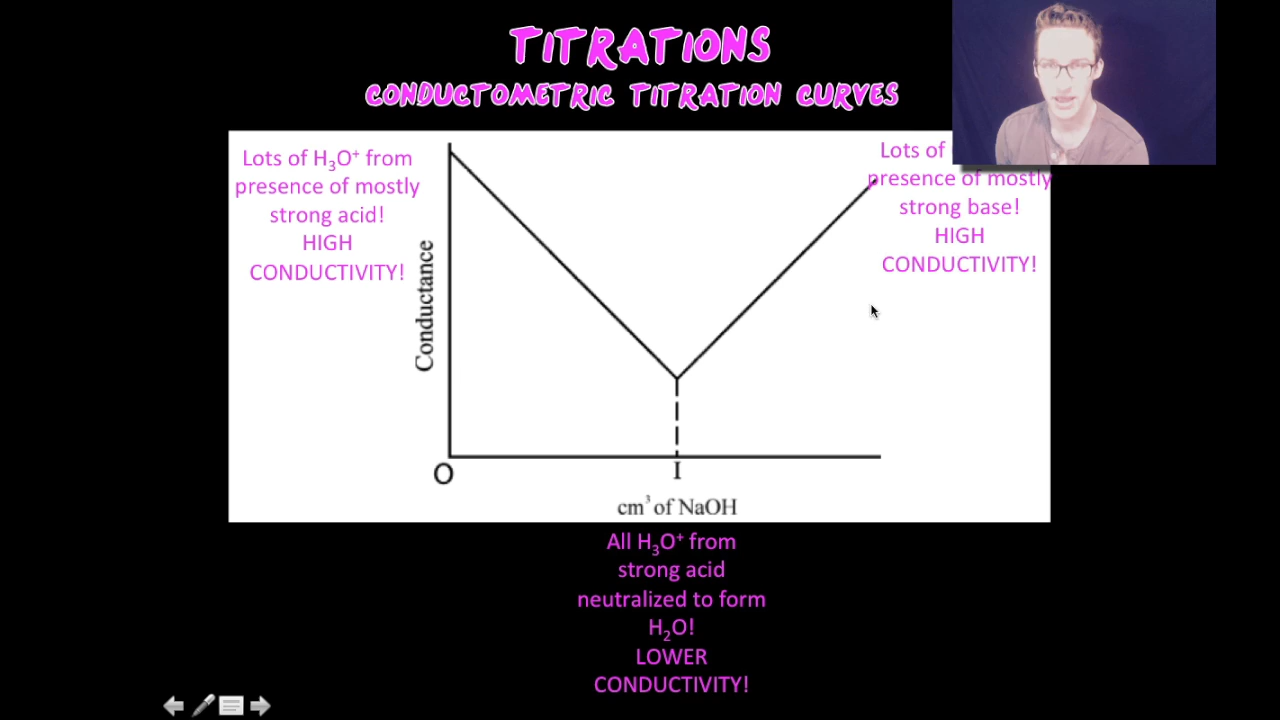 TITRATIONS
CONDUCTOMETRIC TITRATION CURVES
Lots of H₃O⁺ from
presence of mostly
strong acid!
HIGH
CONDUCTIVITY!
Conductance
Lots of
presence of mostly
strong base!
HIGH
CONDUCTIVITY!
O
I
cm³ of NaOH
All H₃O⁺ from
strong acid
neutralized to form
H₂O!
LOWER
CONDUCTIVITY!